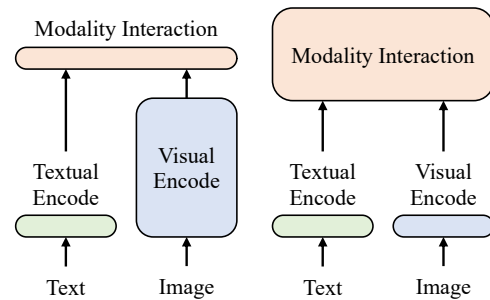 Modality Interaction
Textual
Encode
Visual
Encode
Text
Image
Modality Interaction
Textual
Encode
Visual
Encode
Text
Image